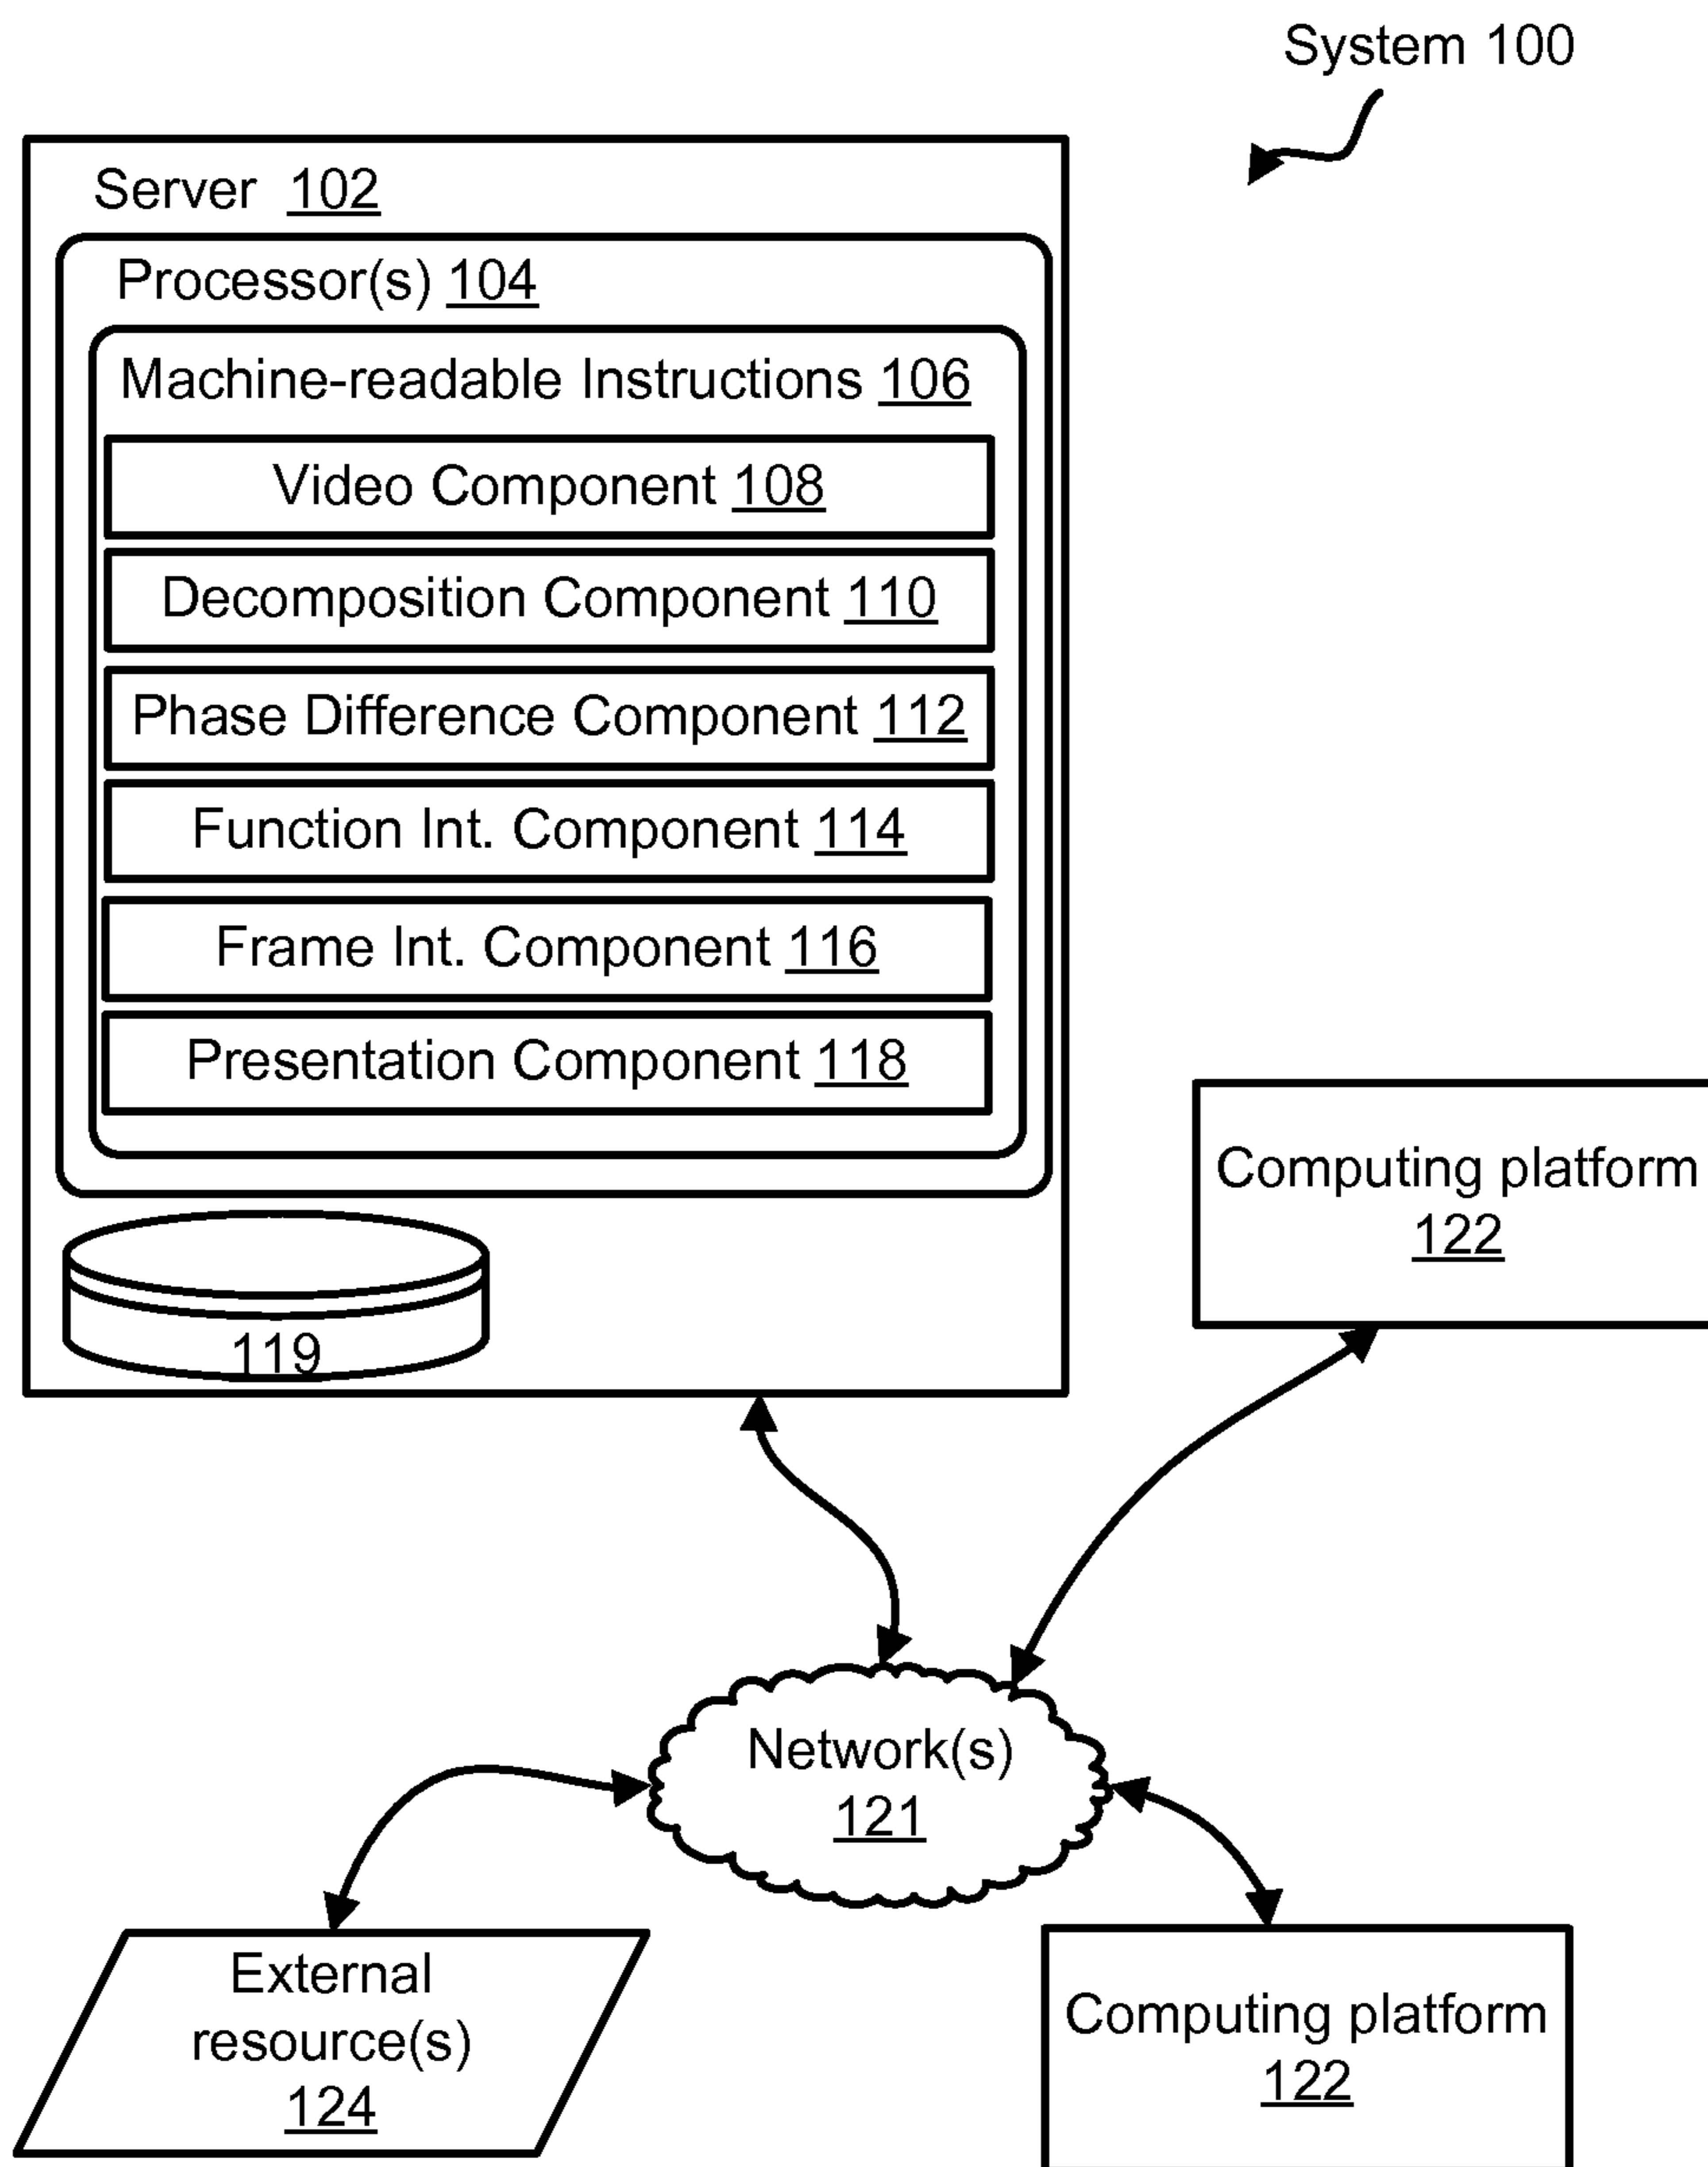 System 100
Server 102
Processor(s) 104
Machine-readable Instructions 106
Video Component 108
Decomposition Component 110
Phase Difference Component 112
Function Int. Component 114
Frame Int. Component 116
Presentation Component 118
119
Computing platform
122
Network(s)
121
External
resource(s)
124
Computing platform
122